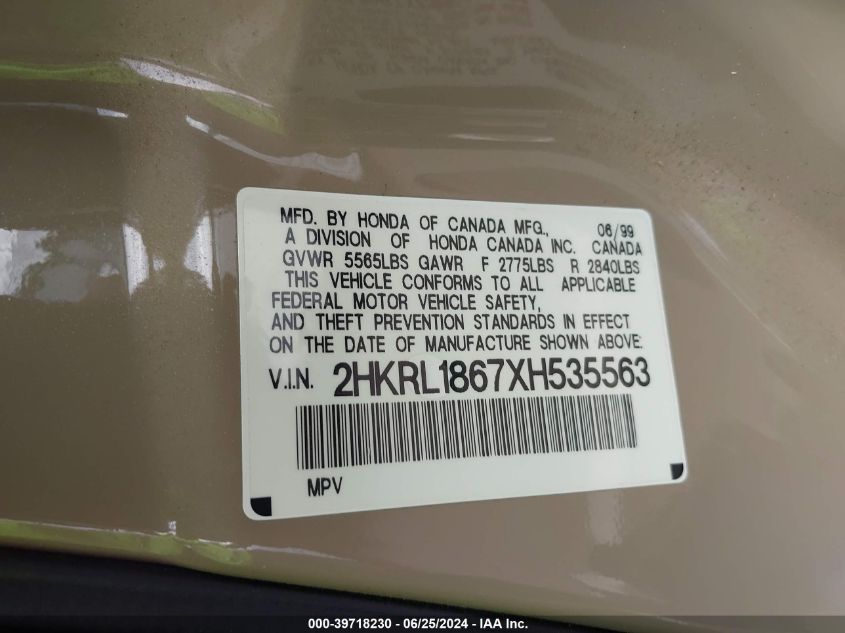 MFD. BY HONDA OF CANADA MFG., 06/99
A DIVISION OF HONDA CANADA INC. CANADA
GVWR 5565LBS GAWR F 2775LBS R 2840LBS
THIS VEHICLE CONFORMS TO ALL APPLICABLE
FEDERAL MOTOR VEHICLE SAFETY,
AND THEFT PREVENTION STANDARDS IN EFFECT
ON THE DATE OF MANUFACTURE SHOWN ABOVE:
V.I.N. 2HKRL1867XH535563
MPV
000-39718230 - 06/25/2024 - IAA Inc.